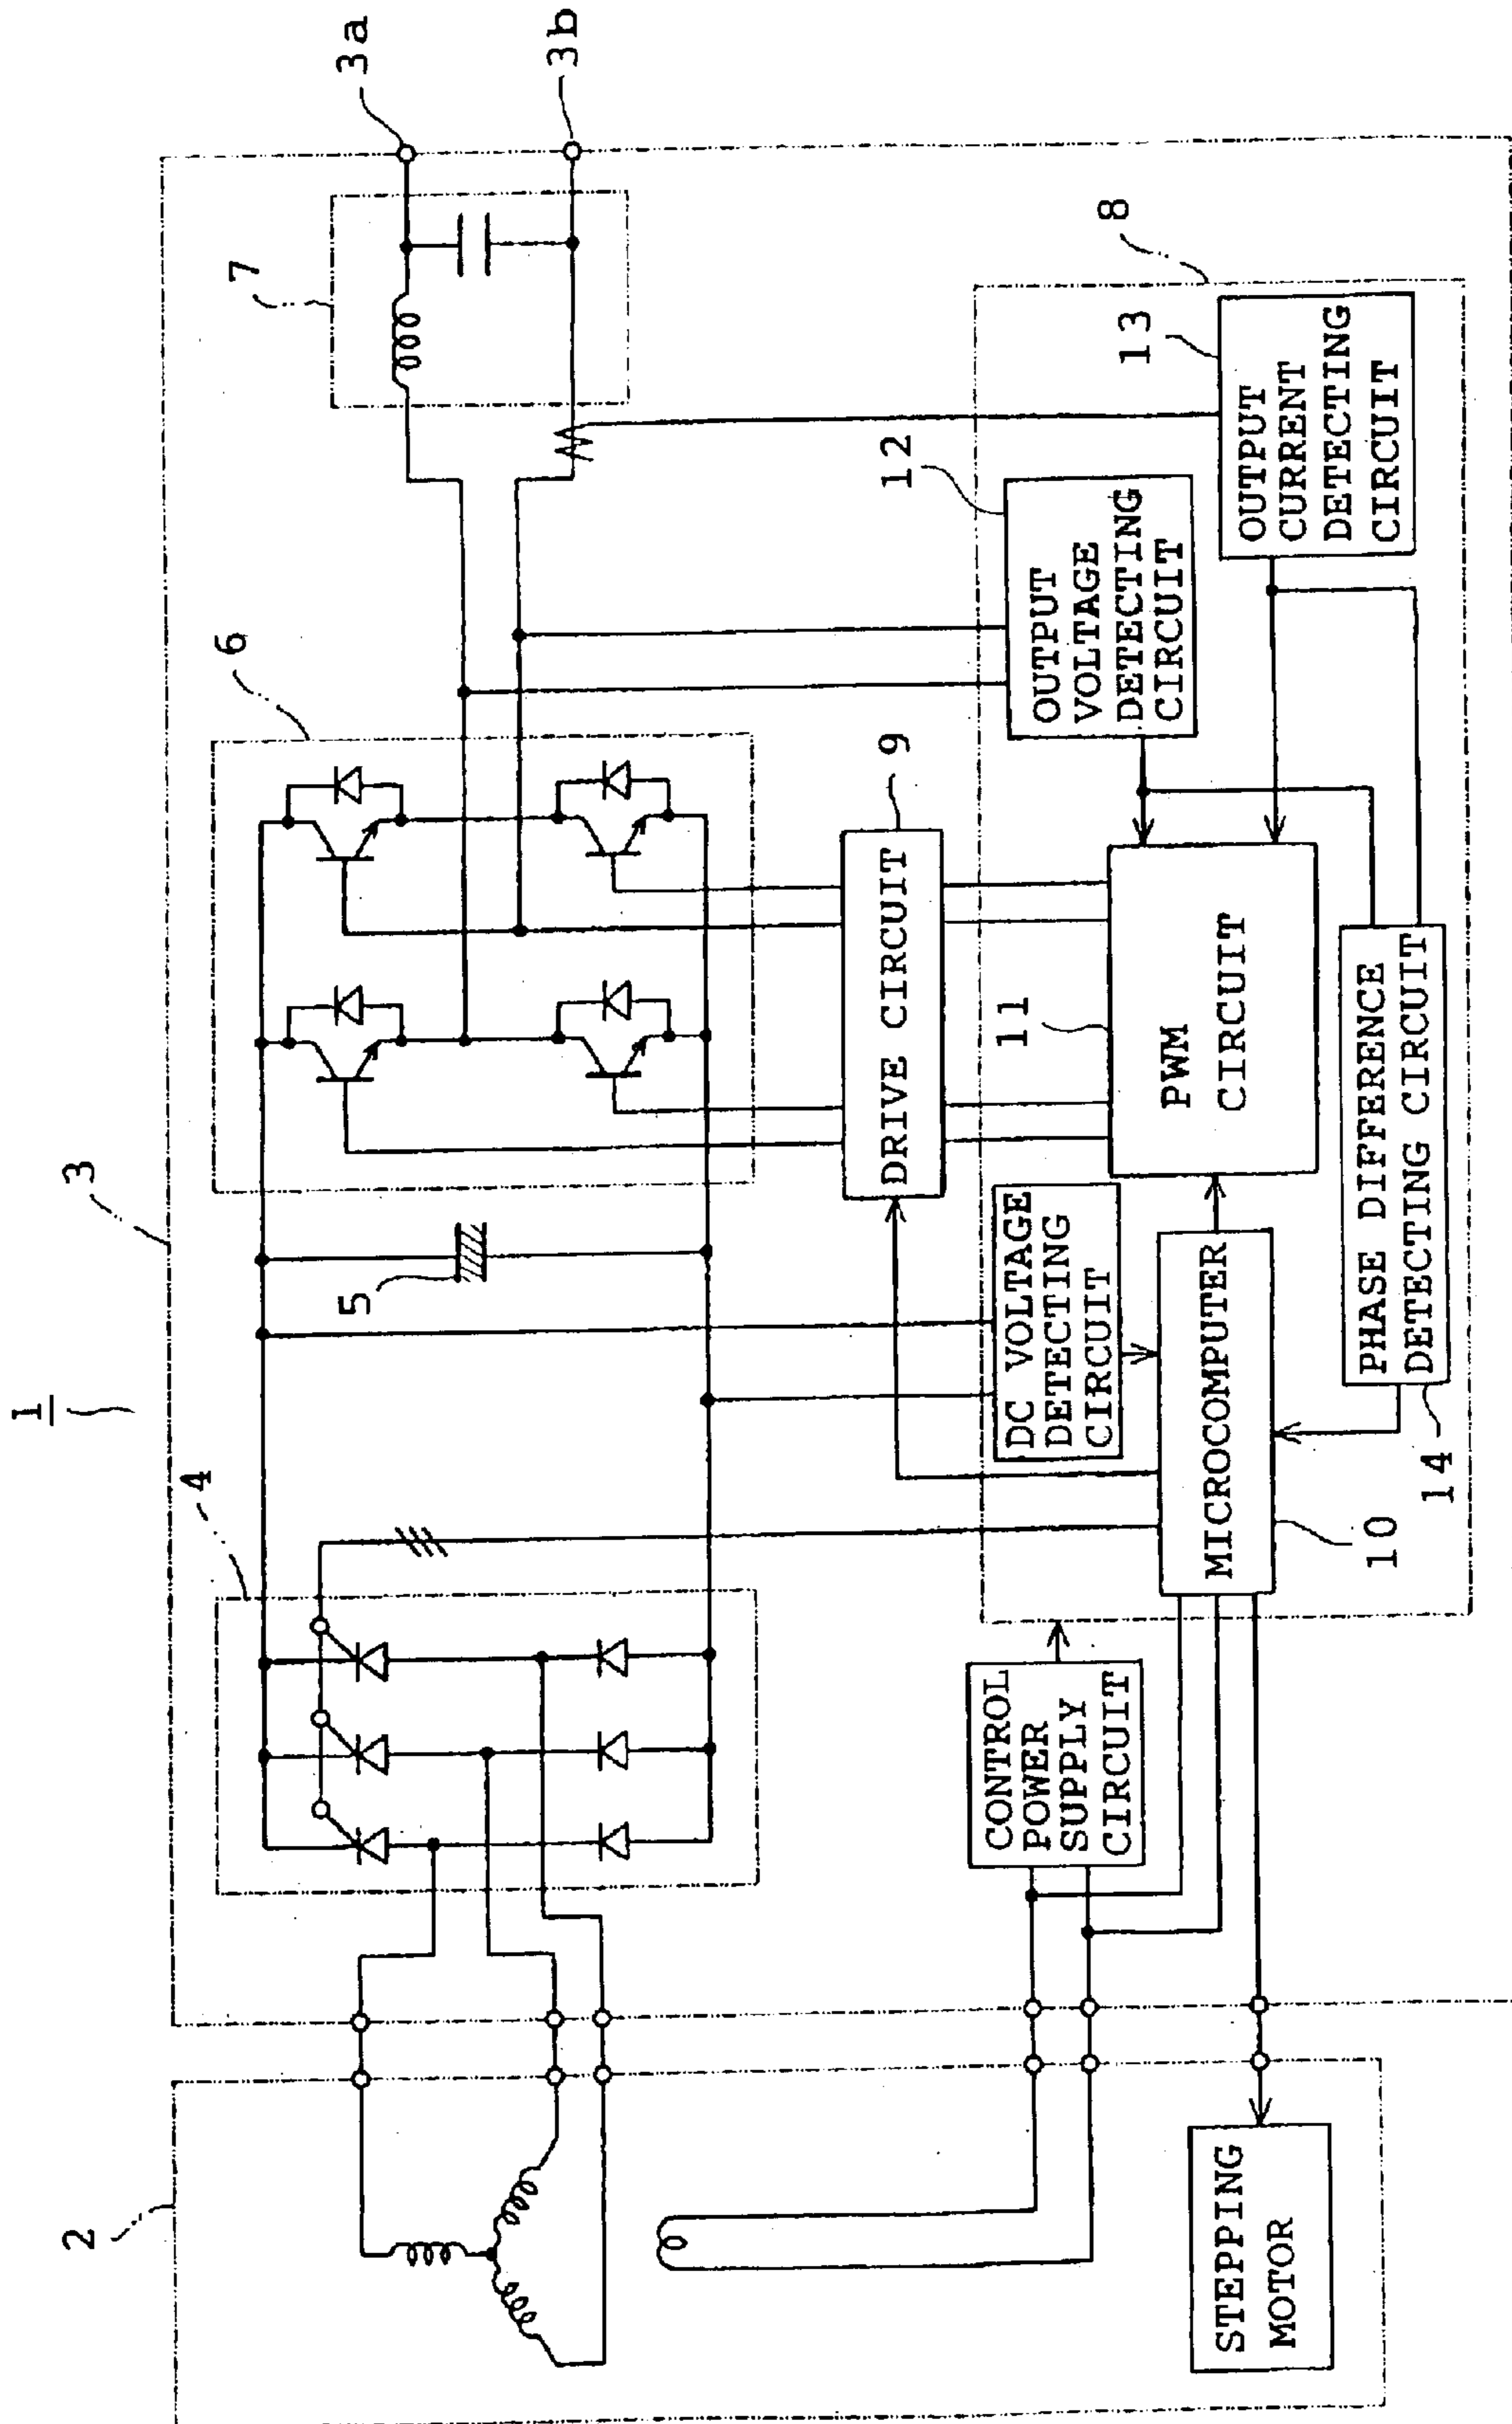 1
2
3
3a
3b
4
5
6
7
8
9
DRIVE CIRCUIT
12
OUTPUT
VOLTAGE
DETECTING
CIRCUIT
13
OUTPUT
CURRENT
DETECTING
CIRCUIT
11
PWM
CIRCUIT
DC VOLTAGE
DETECTING
CIRCUIT
MICROCOMPUTER
10
PHASE DIFFERENCE
DETECTING CIRCUIT
14
CONTROL
POWER
SUPPLY
CIRCUIT
STEPPING
MOTOR